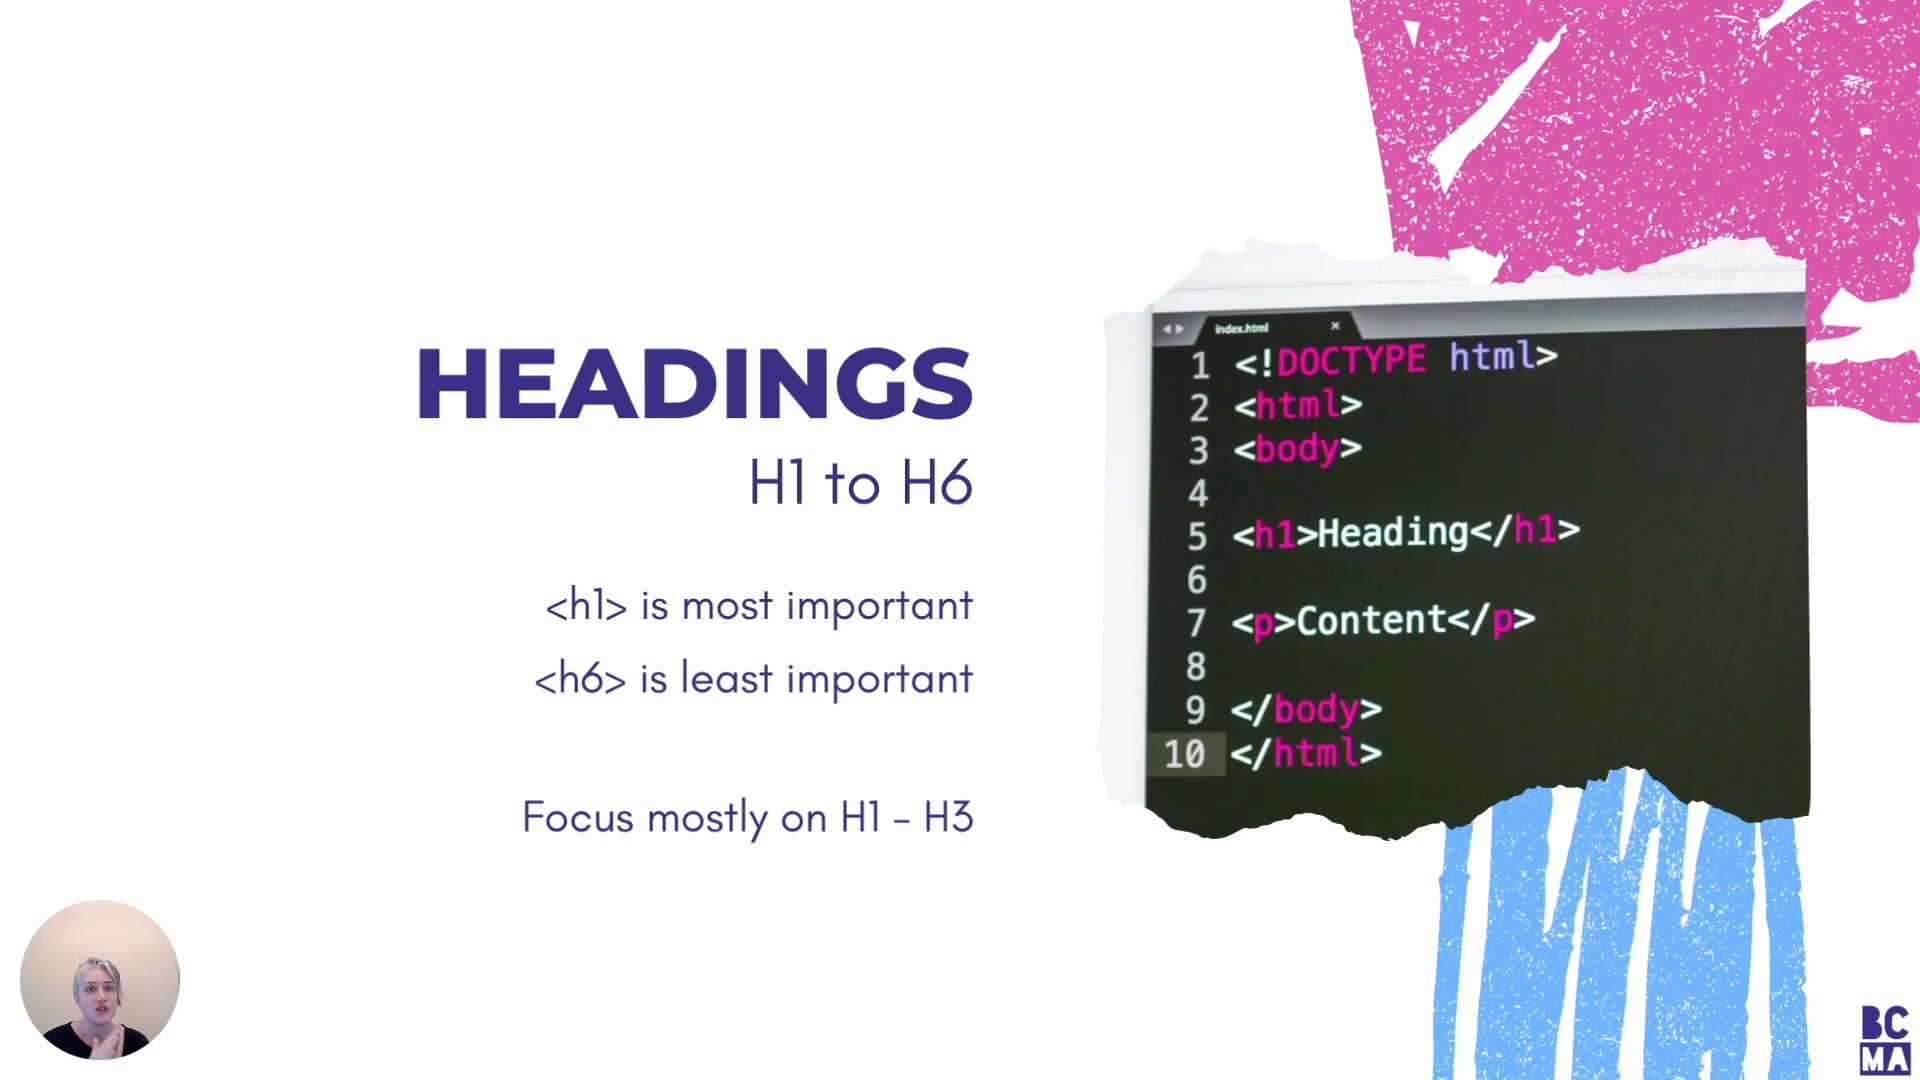 HEADINGS
H1 to H6
<h1> is most important
<h6> is least important
Focus mostly on H1 - H3
index.html
1 <!DOCTYPE html>
2 <html>
3 <body>
4
5 <h1>Heading</h1>
6
7 <p>Content</p>
8
9 </body>
10 </html>
BC
MA